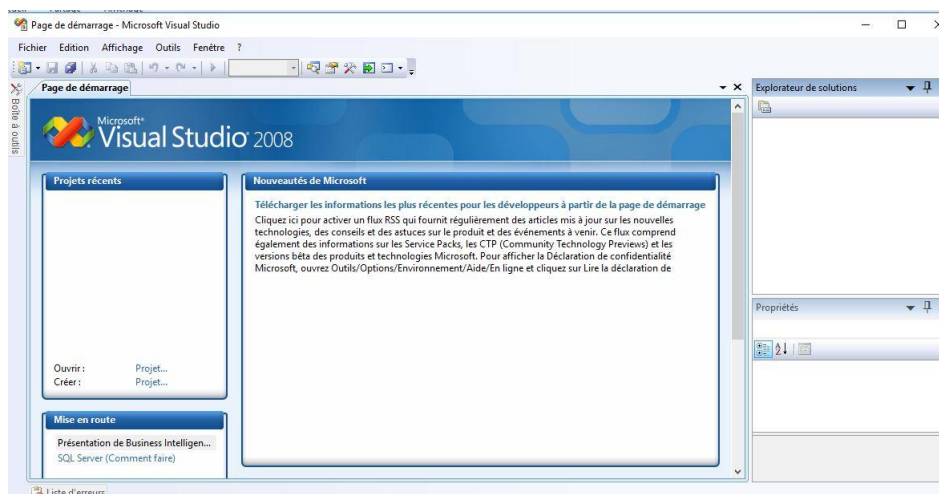 Page de démarrage - Microsoft Visual Studio
Fichier Edition Affichage Outils Fenêtre ?
Boîte à outils
Page de démarrage
Microsoft®
Visual Studio® 2008
Projets récents
Ouvrir : Projet...
Créer : Projet...
Mise en route
Présentation de Business Intelligen...
SQL Server (Comment faire)
Nouveautés de Microsoft
Télécharger les informations les plus récentes pour les développeurs à partir de la page de démarrage
Cliquez ici pour activer un flux RSS qui fournit régulièrement des articles mis à jour sur les nouvelles
technologies, des conseils et des astuces sur le produit et des événements à venir. Ce flux comprend
également des informations sur les Service Packs, les CTP (Community Technology Previews) et les
versions bêta des produits et technologies Microsoft. Pour afficher la Déclaration de confidentialité
Microsoft, ouvrez Outils/Options/Environnement/Aide/En ligne et cliquez sur Lire la déclaration de
Explorateur de solutions
Propriétés
Liste d'erreurs